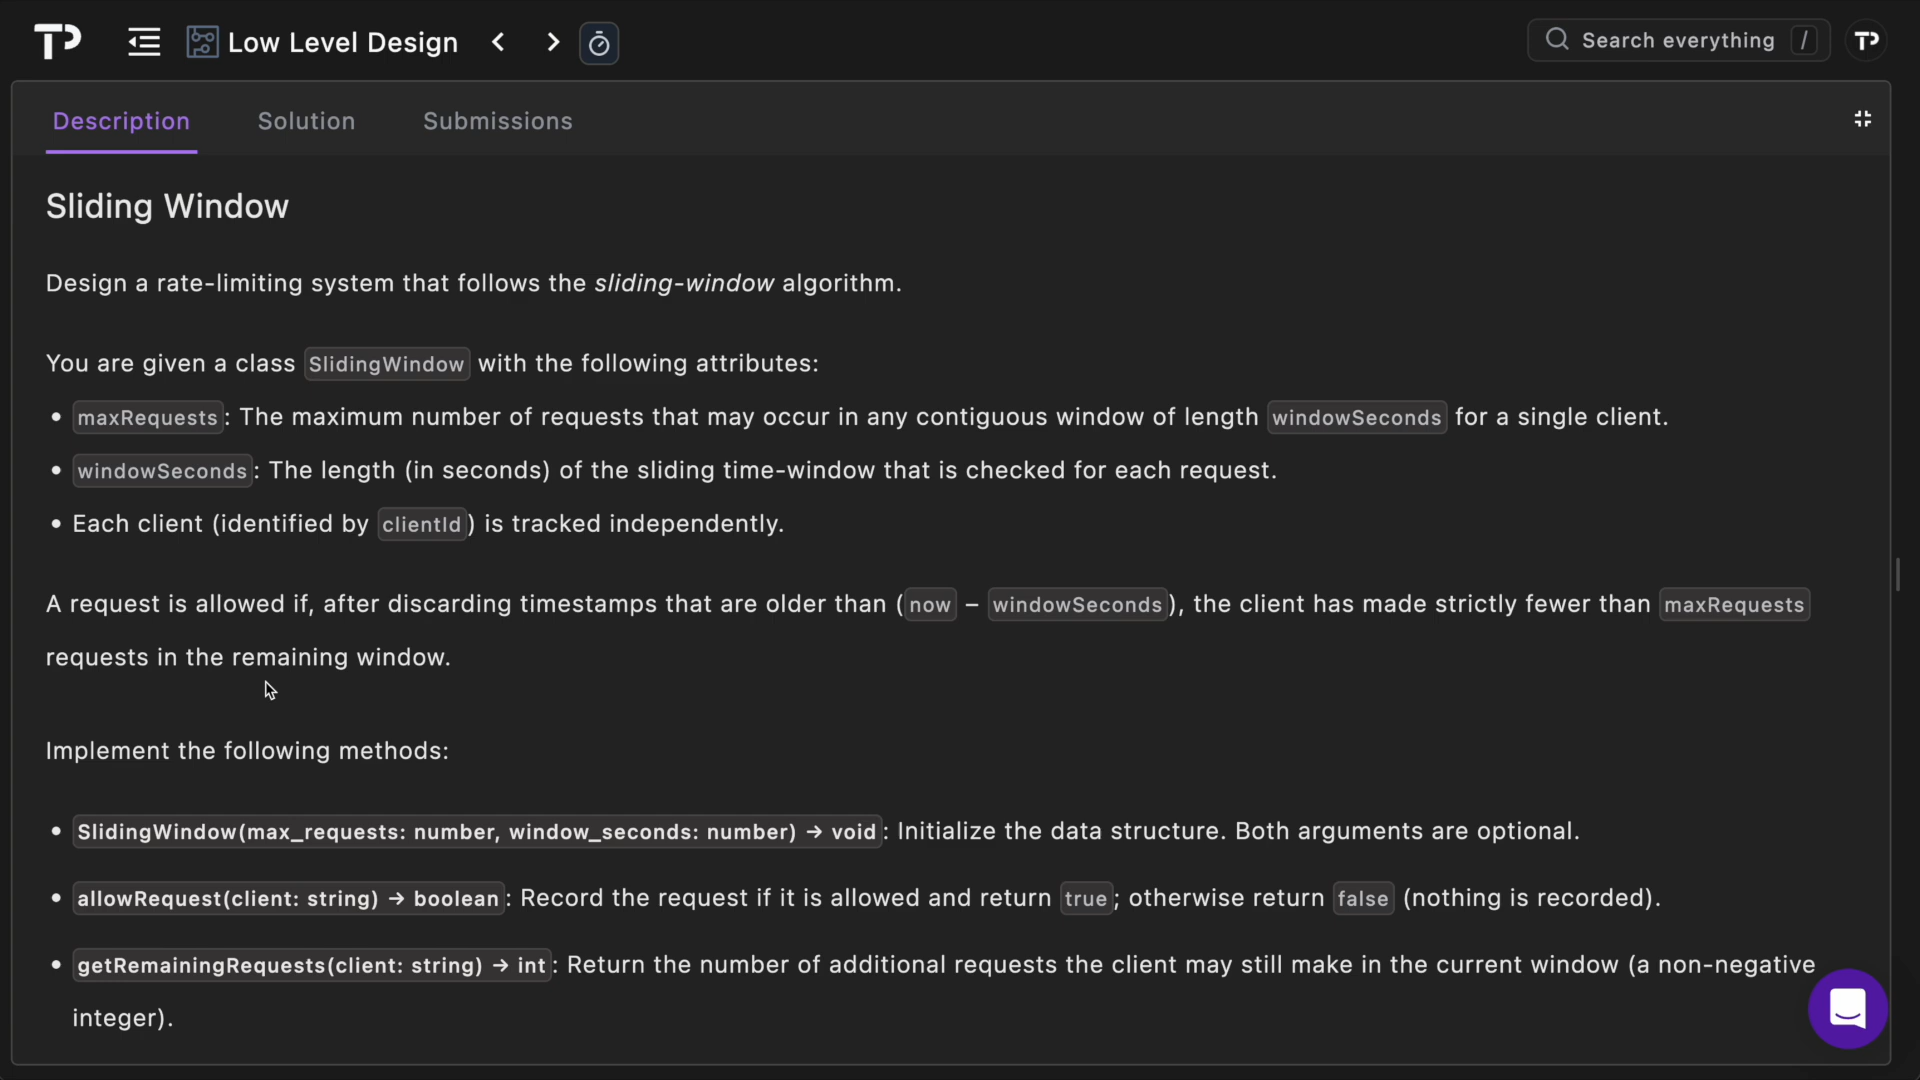 TP Low Level Design Search everything / TP
Description Solution Submissions
Sliding Window
Design a rate-limiting system that follows the sliding-window algorithm.
You are given a class SlidingWindow with the following attributes:
• maxRequests: The maximum number of requests that may occur in any contiguous window of length windowSeconds for a single client.
• windowSeconds: The length (in seconds) of the sliding time-window that is checked for each request.
• Each client (identified by clientId) is tracked independently.
A request is allowed if, after discarding timestamps that are older than (now – windowSeconds), the client has made strictly fewer than maxRequests
requests in the remaining window.
Implement the following methods:
• SlidingWindow(max_requests: number, window_seconds: number) → void: Initialize the data structure. Both arguments are optional.
• allowRequest(client: string) → boolean: Record the request if it is allowed and return true; otherwise return false (nothing is recorded).
• getRemainingRequests(client: string) → int: Return the number of additional requests the client may still make in the current window (a non-negative
integer).